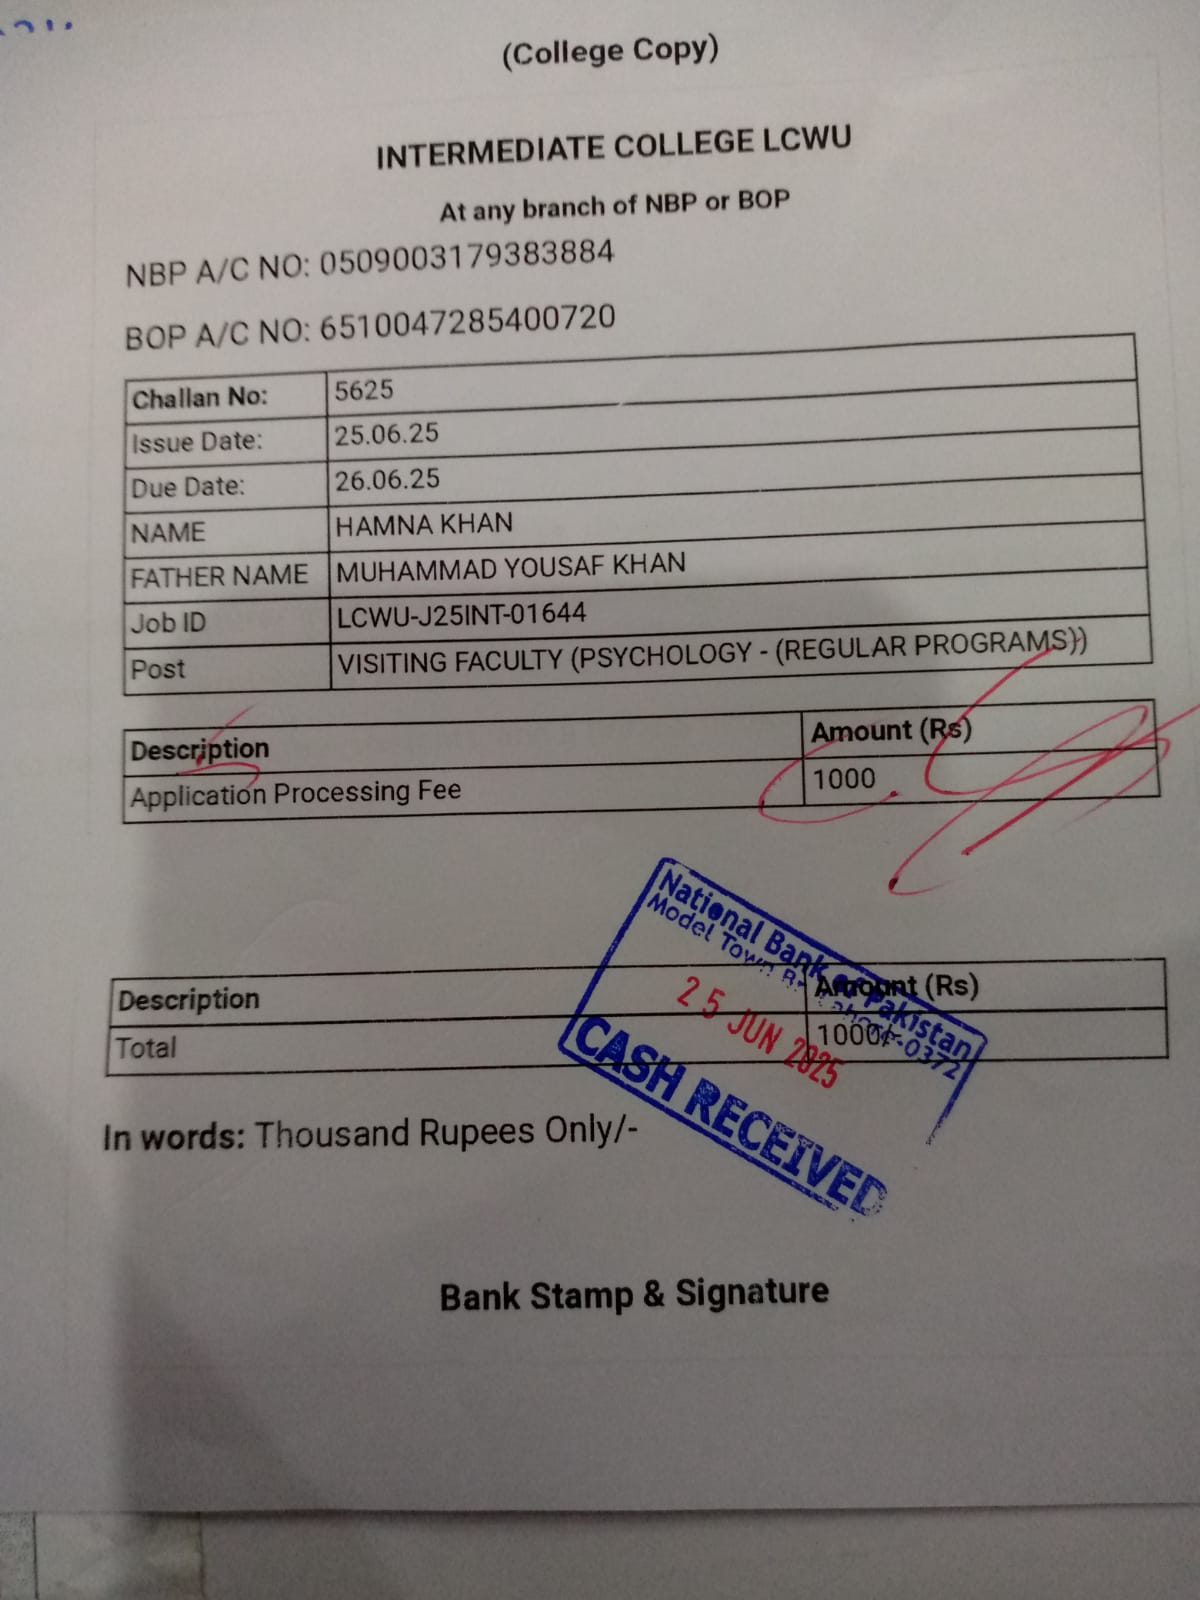 (College Copy)
INTERMEDIATE COLLEGE LCWU
At any branch of NBP or BOP
NBP A/C NO: 0509003179383884
BOP A/C NO: 6510047285400720
Challan No: 5625
Issue Date: 25.06.25
Due Date: 26.06.25
NAME HAMNA KHAN
FATHER NAME MUHAMMAD YOUSAF KHAN
Job ID LCWU-J25INT-01644
Post VISITING FACULTY (PSYCHOLOGY - (REGULAR PROGRAMS))
Description Amount (Rs)
Application Processing Fee 1000
National Bank of Pakistan
Model Town
25 JUN 2025
CASH RECEIVED
Description Amount (Rs)
Total 1000/-
In words: Thousand Rupees Only/-
Bank Stamp & Signature